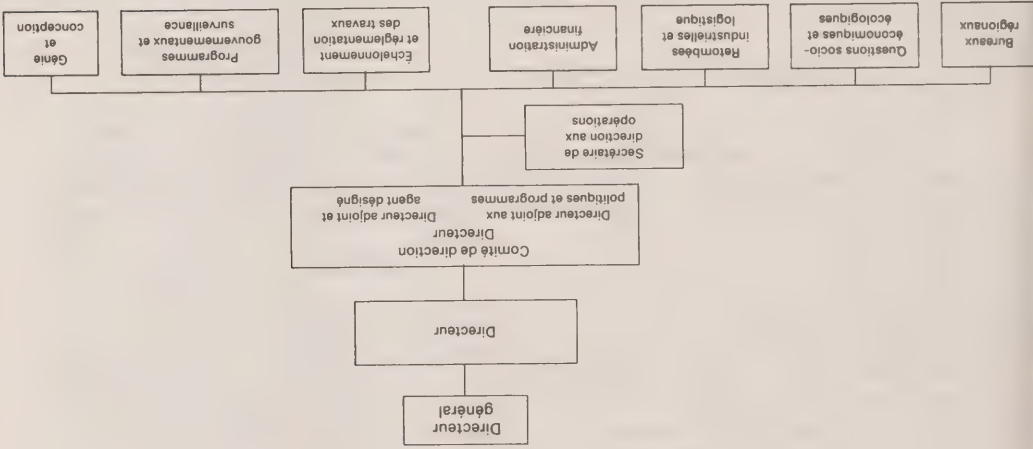 Directeur
général
Directeur
Comité de direction
Directeur
Directeur adjoint aux
politiques et programmes
Directeur adjoint et
agent désigné
Secrétaire de
direction aux
opérations
Bureaux
régionaux
Questions socio-
économiques et
écologiques
Retombées
industrielles et
logistique
Administration
financière
Échelonnement
et réglementation
des travaux
Programmes
gouvernementaux et
surveillance
Génie
et
conception